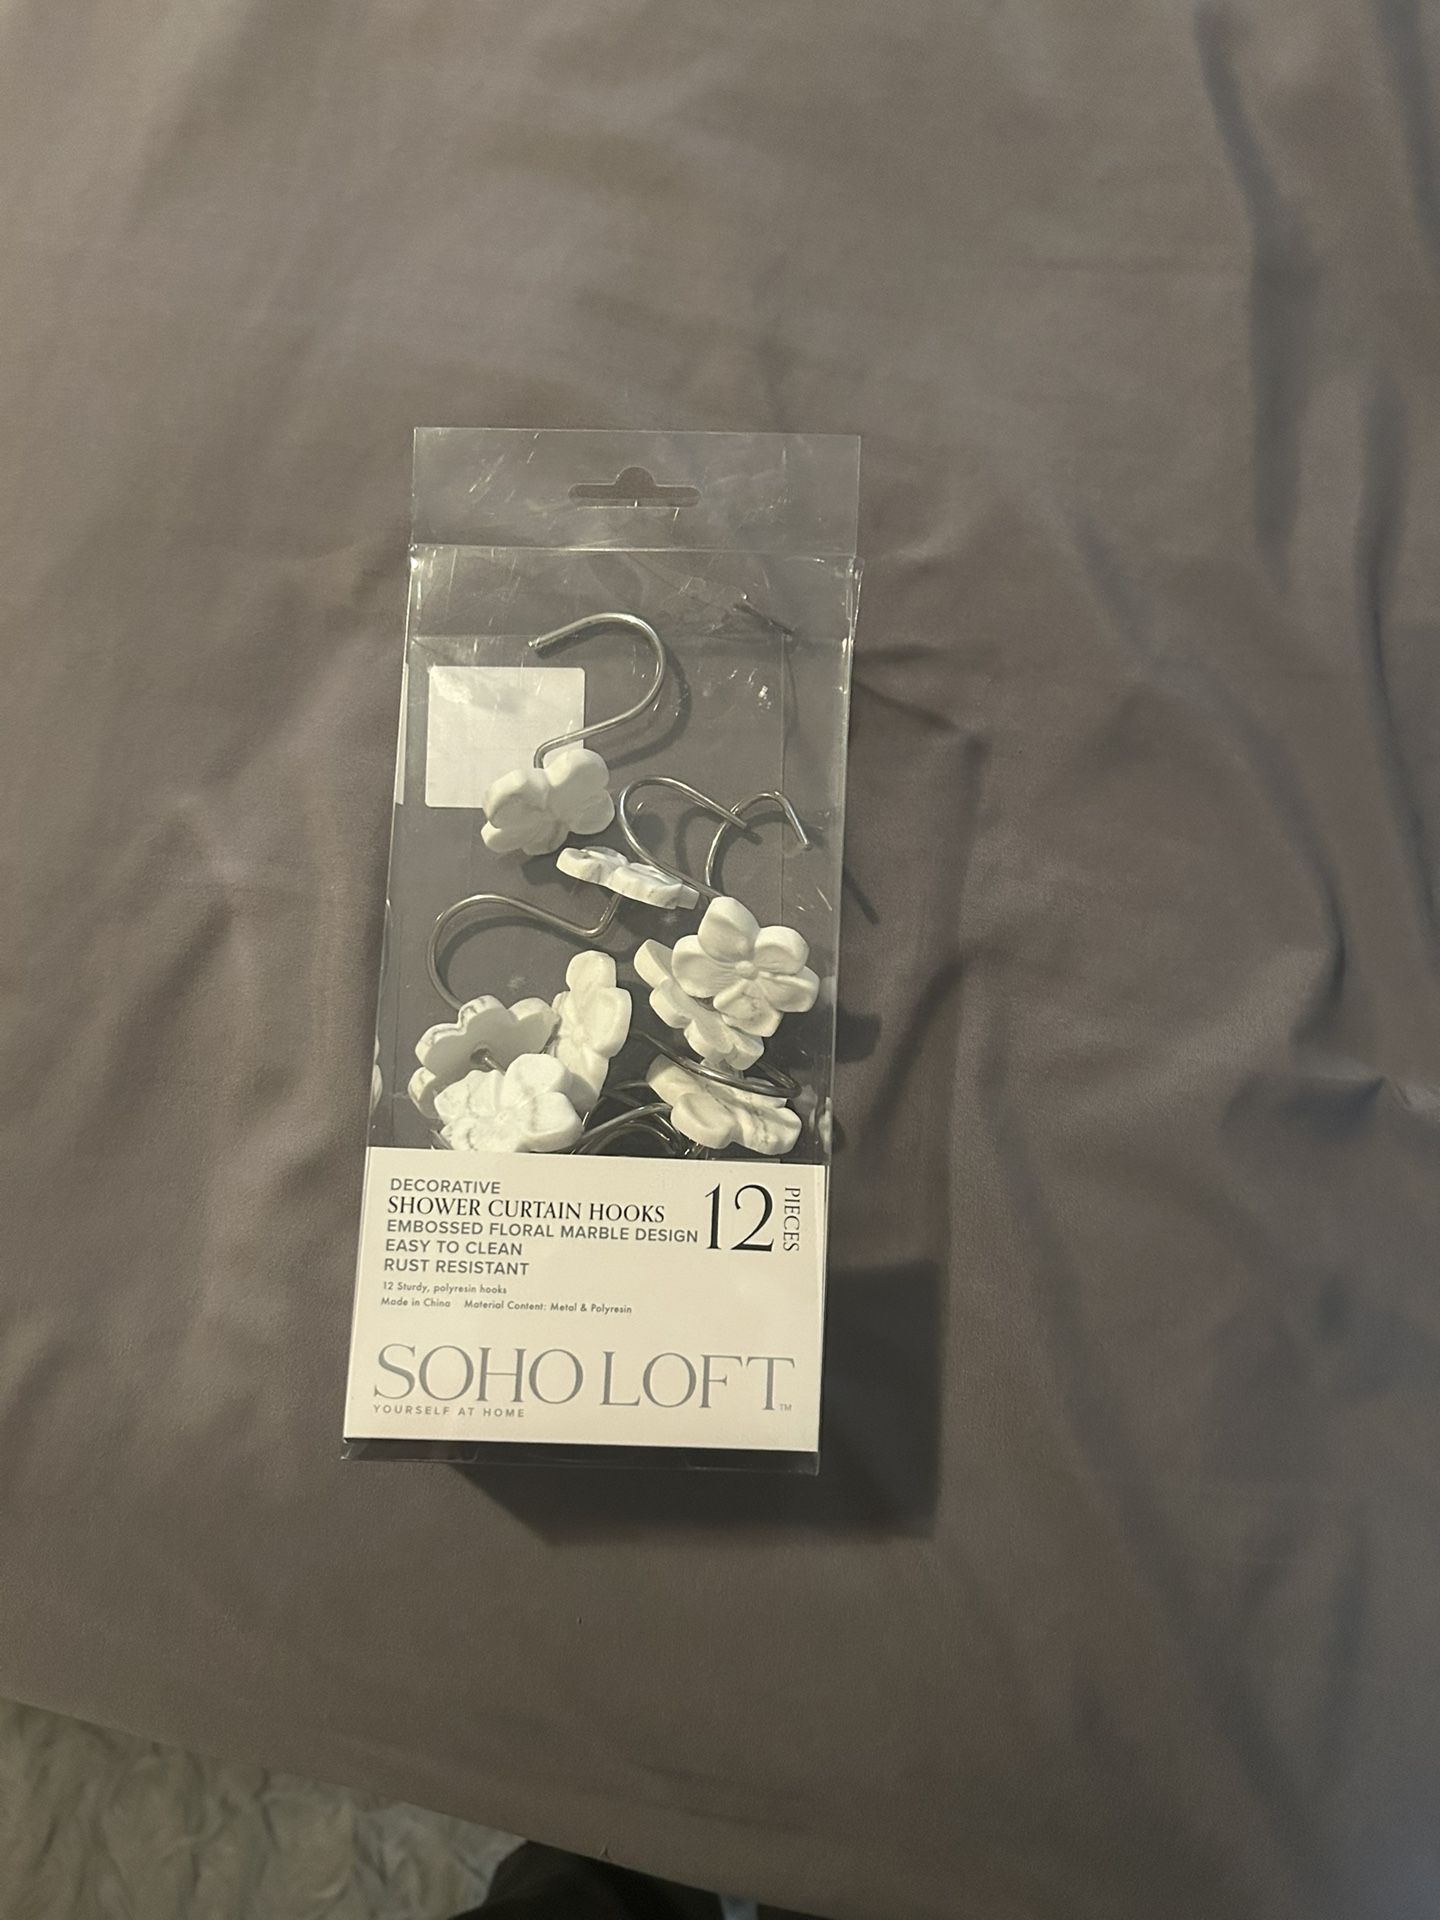 DECORATIVE
SHOWER CURTAIN HOOKS
EMBOSSED FLORAL MARBLE DESIGN
EASY TO CLEAN
RUST RESISTANT
12 PIECES
12 Sturdy, polyresin hooks
Made in China Material Content: Metal & Polyresin
SOHO LOFT™
YOURSELF AT HOME